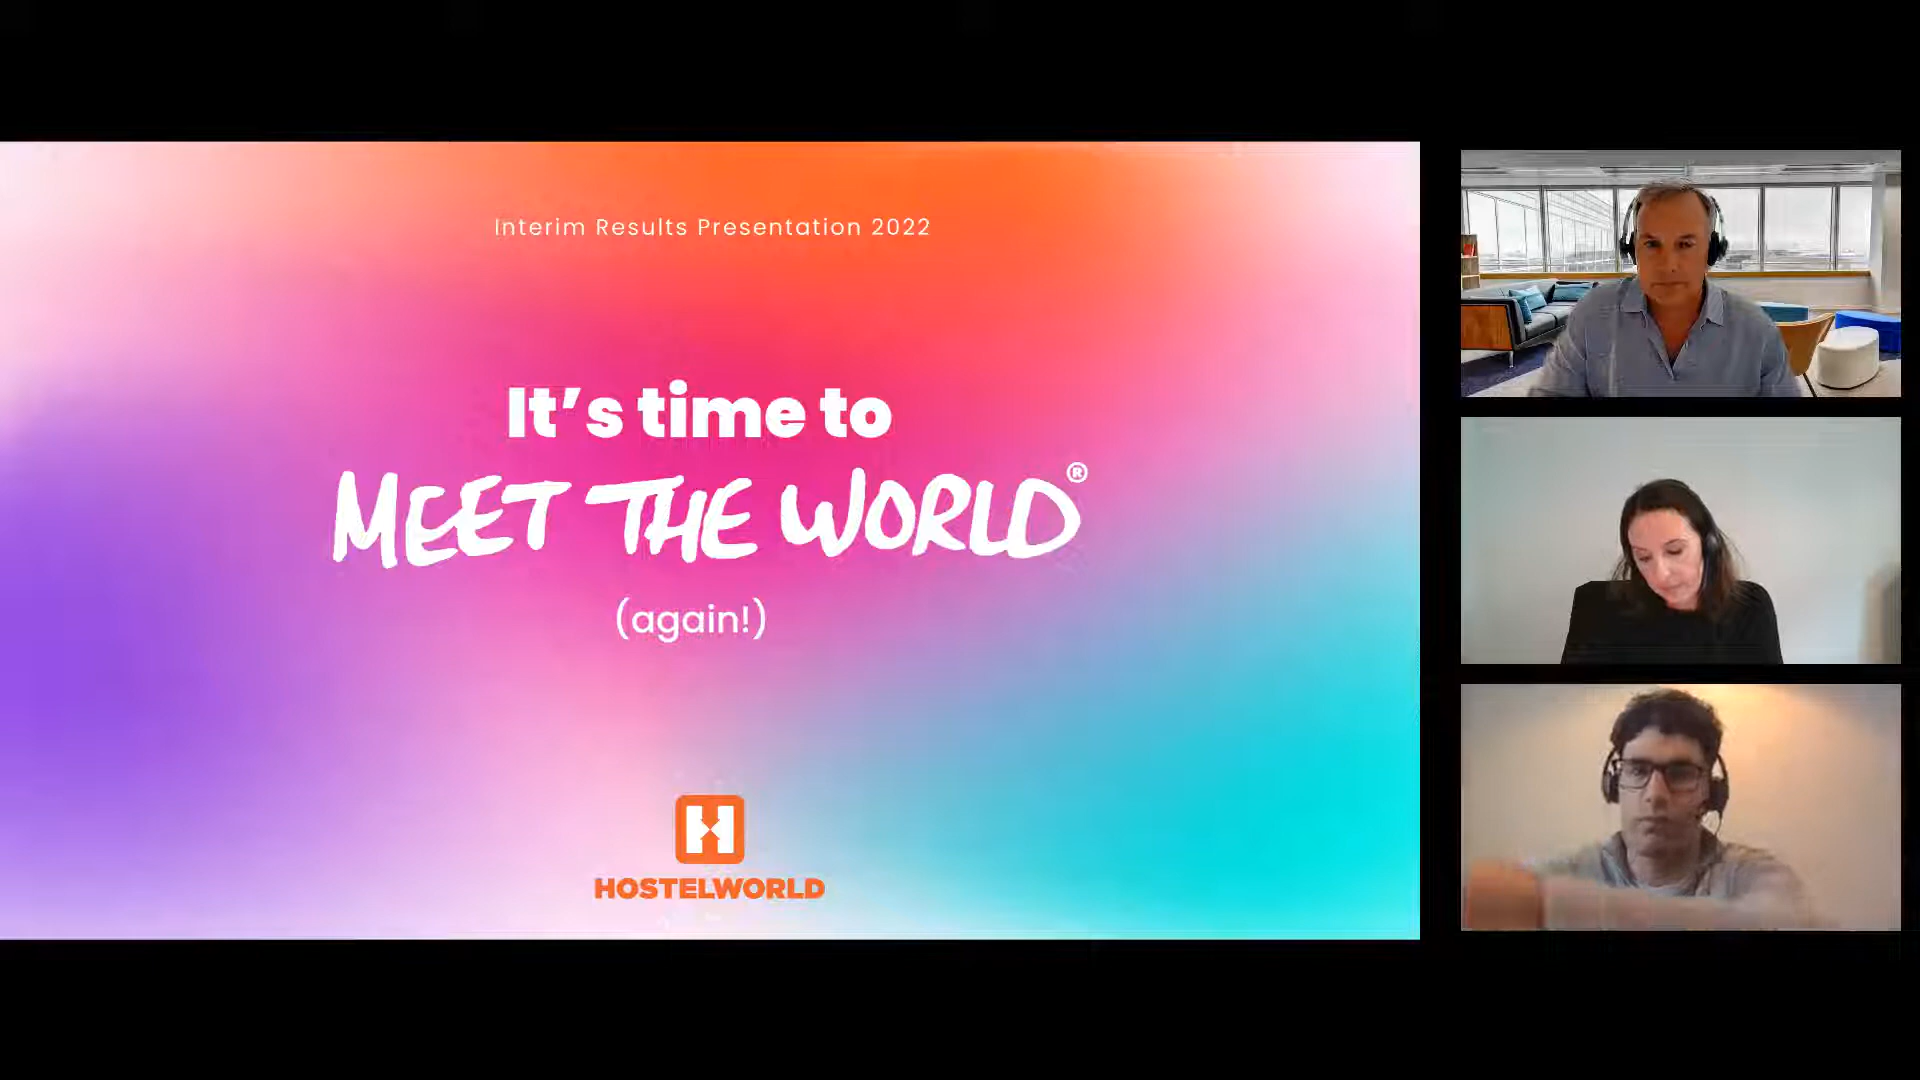 Interim Results Presentation 2022
It’s time to
MEET THE WORLD®
(again!)
H
HOSTELWORLD